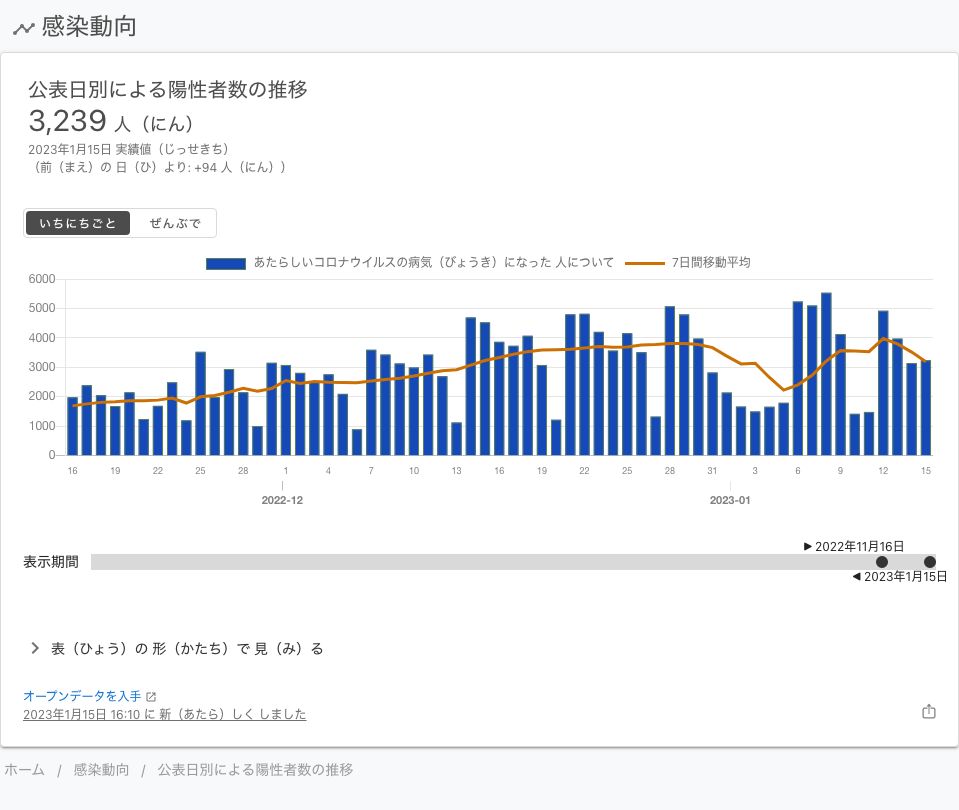 感染動向
公表日別による陽性者数の推移
3,239 人（にん）
2023年1月15日 実績値（じっせきち）
（前（まえ）の 日（ひ）より: +94 人（にん））
いちにちごと ぜんぶで
あたらしいコロナウイルスの病気（びょうき）になった 人について 7日間移動平均
6000
5000
4000
3000
2000
1000
0
16 19 22 25 28 1 4 7 10 13 16 19 22 25 28 31 3 6 9 12 15
2022-12 2023-01
▶ 2022年11月16日
表示期間
◀ 2023年1月15日
表（ひょう）の 形（かたち）で 見（み）る
オープンデータを入手
2023年1月15日 16:10 に 新（あたら）しく しました
ホーム / 感染動向 / 公表日別による陽性者数の推移